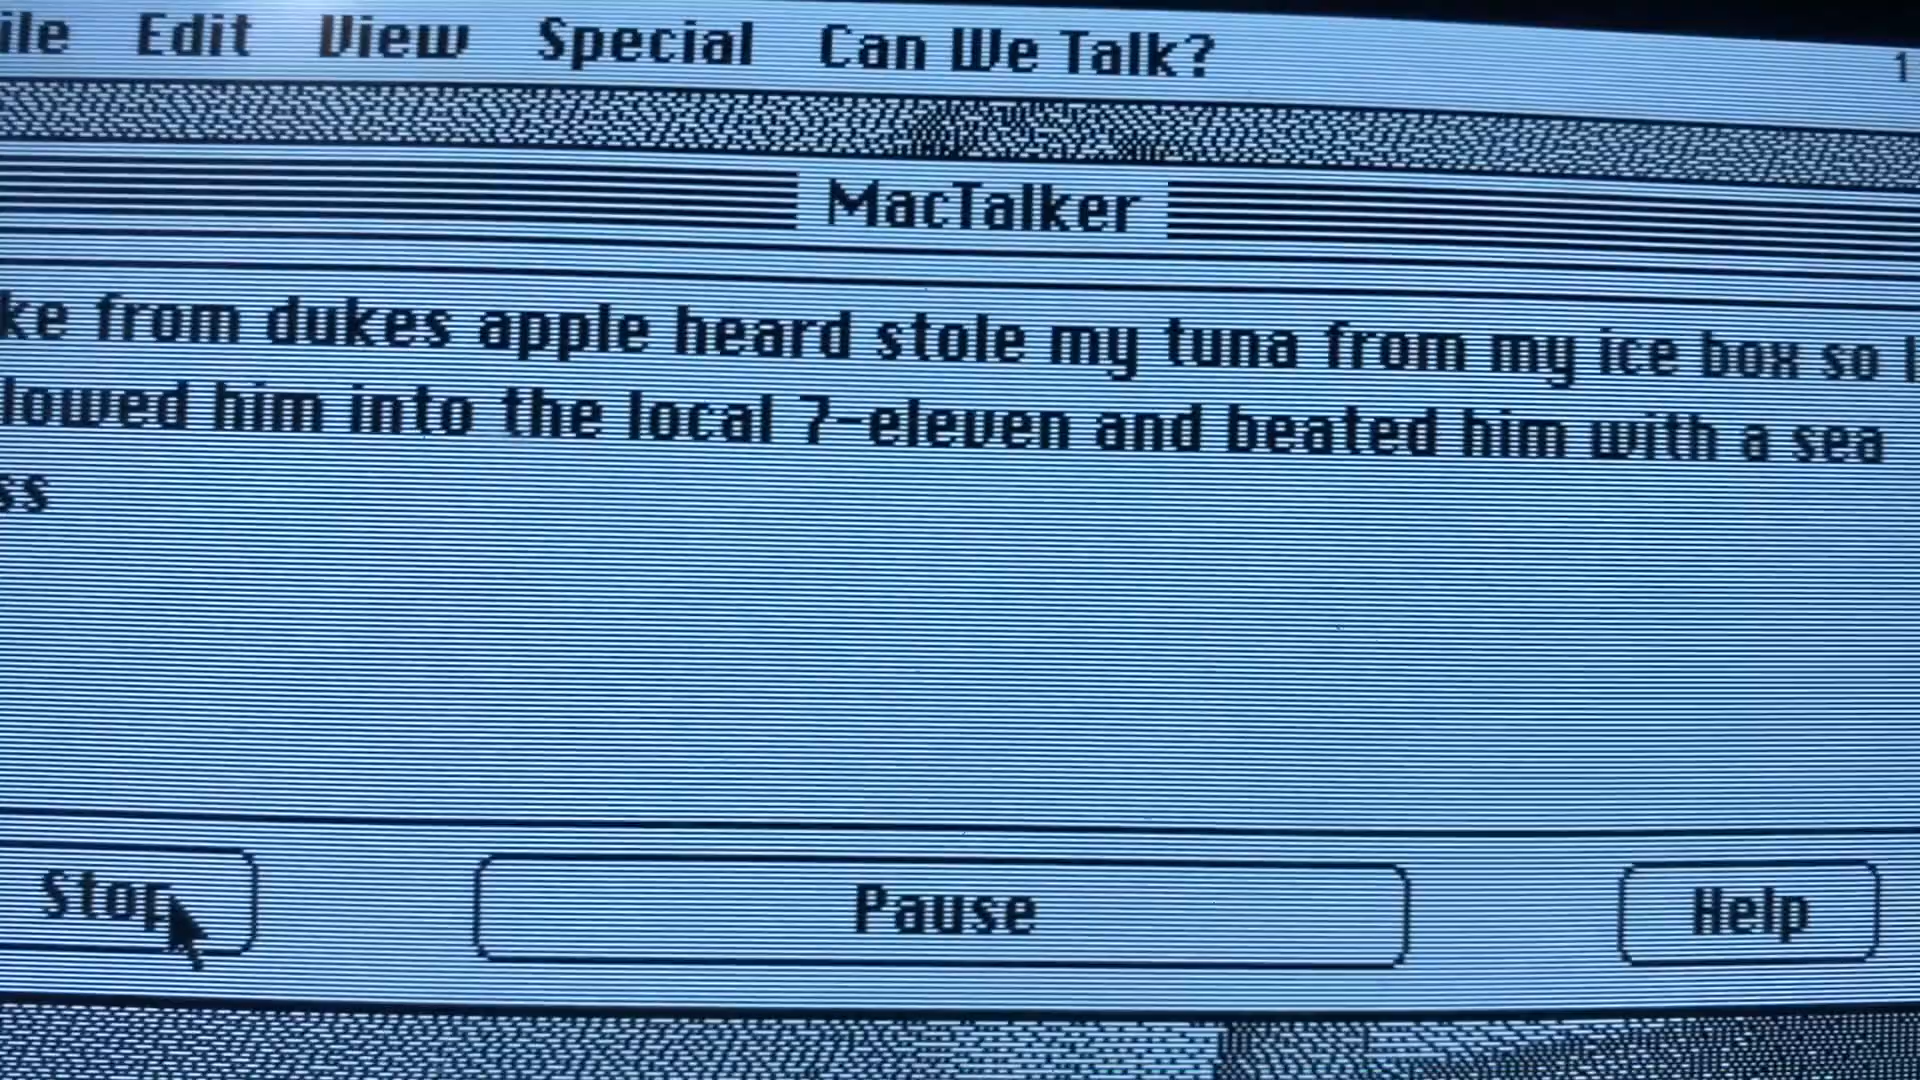 ile Edit View Special Can We Talk? 1
MacTalker
ke from dukes apple heard stole my tuna from my ice box so I
lowed him into the local 7-eleven and beated him with a sea
ss
Stop Pause Help